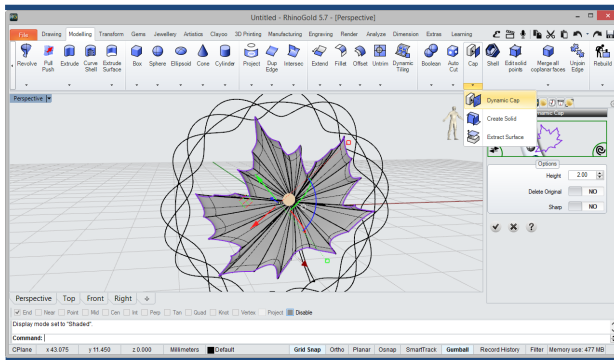 Untitled - RhinoGold 5.7 - [Perspective]
File Drawing Modelling Transform Gem Jewellery Artistics Clayoo 3D Printing Manufacturing Engraving Render Analyze Dimension Extras Learning
Revolve Pull Push Extrude Curve Shell Extrude Surface Box Sphere Ellipsoid Cone Cylinder Project Dup Edge Intersec Extend Fillet Offset Untrim Dynamic Tiling Boolean Auto Cut Cap Shell Edit solid points Merge all coplanar faces Unjoin Edge Rebuild
Perspective
Dynamic Cap
Create Solid
Extract Surface
Dynamic Cap
Options
Height 2.00
Delete Original NO
Sharp NO
Perspective Top Front Right
End Near Point Mid Cen Int Perp Tan Quad Knot Vertex Project Disable
Display mode set to "Shaded".
Command:
CPlane x 43.075 y 11.450 z 0.000 Millimeters Default Grid Snap Ortho Planar Osnap SmartTrack Gumball Record History Filter Memory use: 477 MB